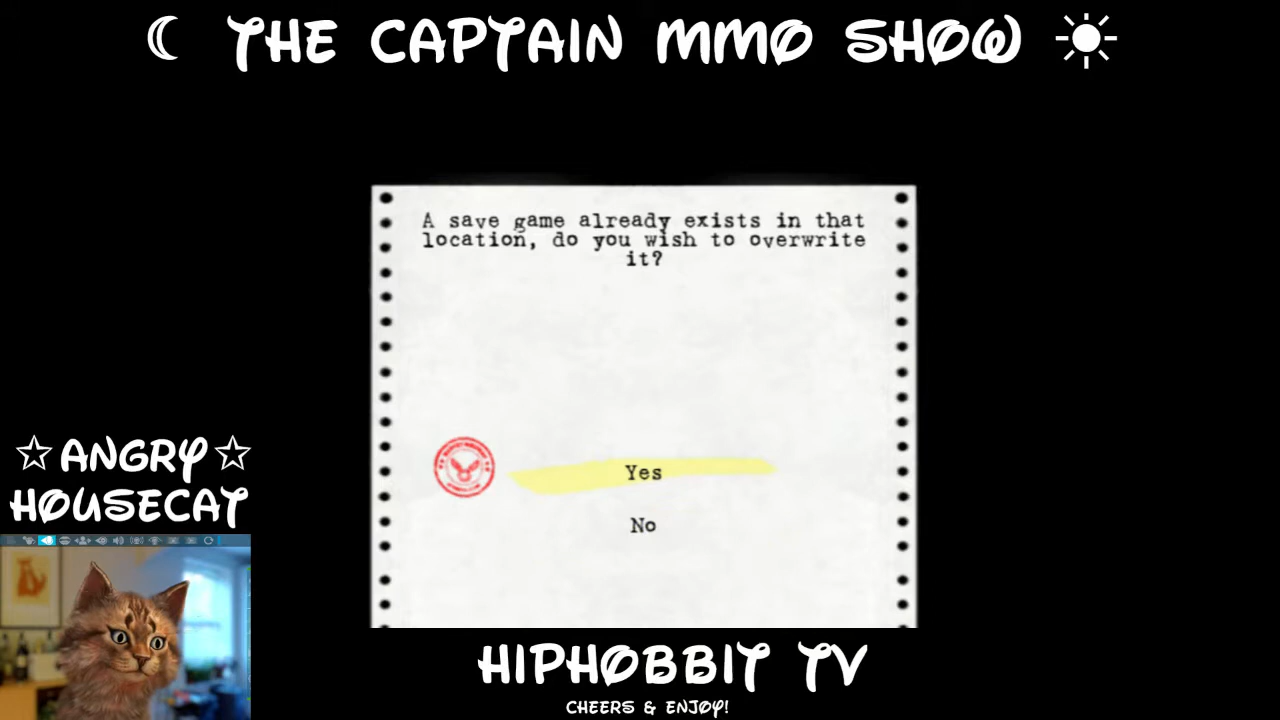 ☾ THE CAPTAIN MMO SHOW ☀
A save game already exists in that
location, do you wish to overwrite
it?
Yes
No
☆ANGRY☆
HOUSECAT
HIPHOBBIT TV
CHEERS & ENJOY!